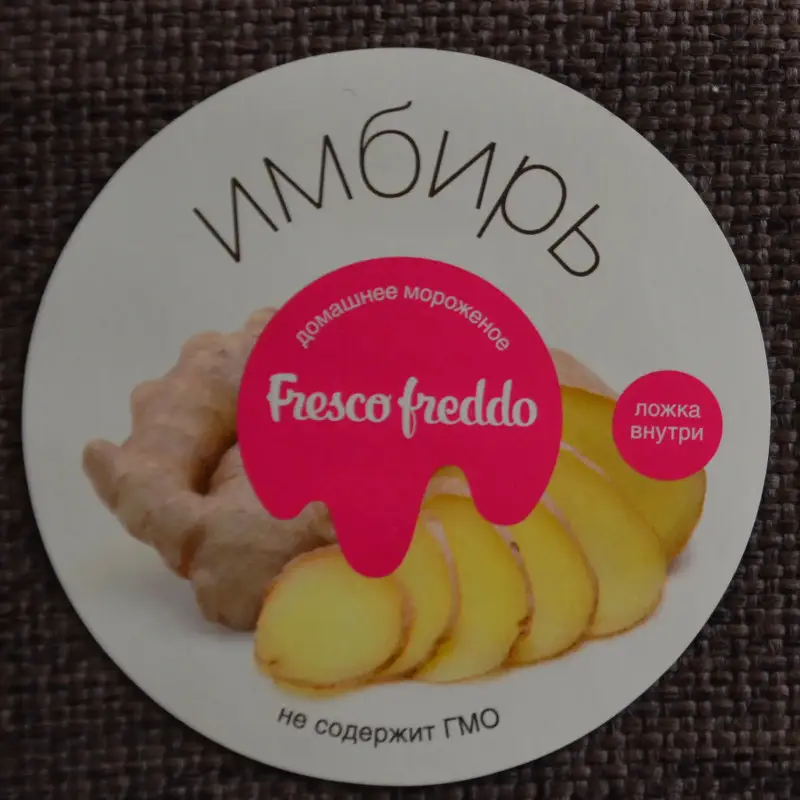 имбирь
домашнее мороженое
Fresco freddo
ложка
внутри
не содержит ГМО